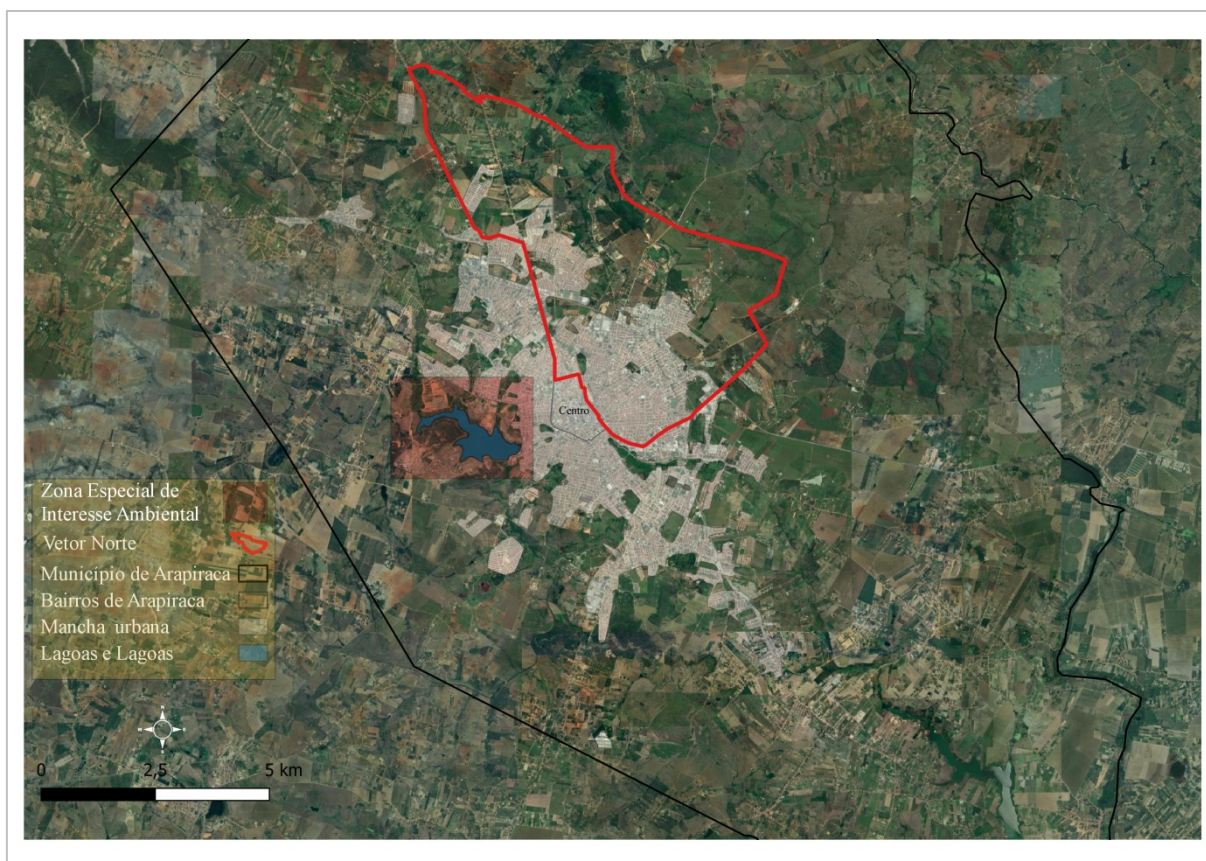 Centro
Zona Especial de
Interesse Ambiental
Vetor Norte
Município de Arapiraca
Bairros de Arapiraca
Mancha urbana
Lagoas e Lagoas
N
0 2,5 5 km